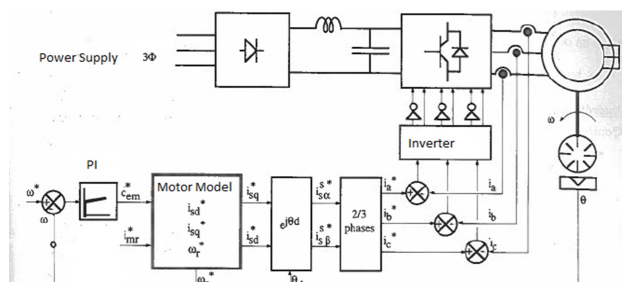 Power Supply 3Φ
Inverter
ω
PI
Motor Model
ω*
c*em
i*sq
i^s*sα
i*a
ia
θ
ω
i*sd
i*sq
ω*r
e^jθd
2/3
phases
i*b
ib
i*mr
i*sd
i^s*sβ
i*c
ic